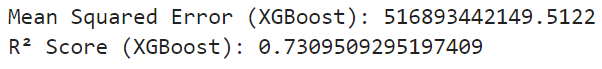 Mean Squared Error (XGBoost): 516893442149.5122
R² Score (XGBoost): 0.7309509295197409